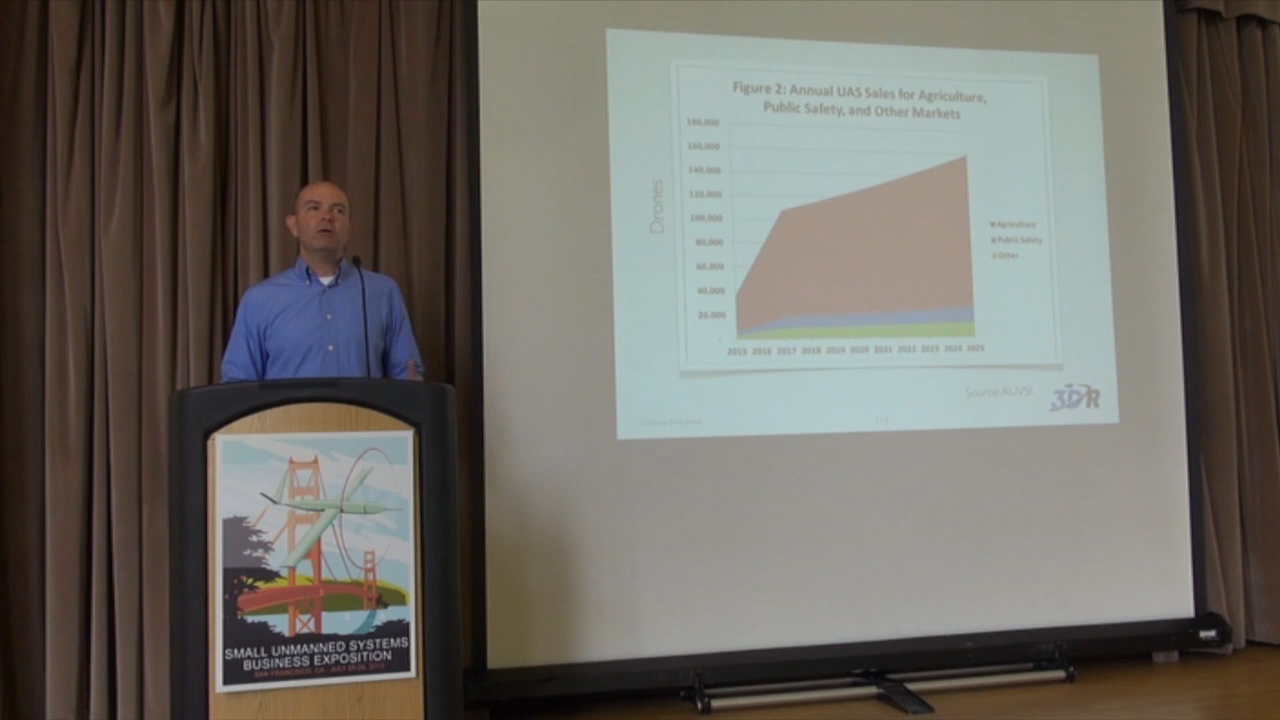 Figure 2: Annual UAS Sales for Agriculture,
Public Safety, and Other Markets
180,000
160,000
140,000
120,000
100,000
80,000
60,000
40,000
20,000
-
Drones
2015 2016 2017 2018 2019 2020 2021 2022 2023 2024 2025
Agriculture
Public Safety
Other
Source: AUVSI
3DR
SMALL UNMANNED SYSTEMS
BUSINESS EXPOSITION